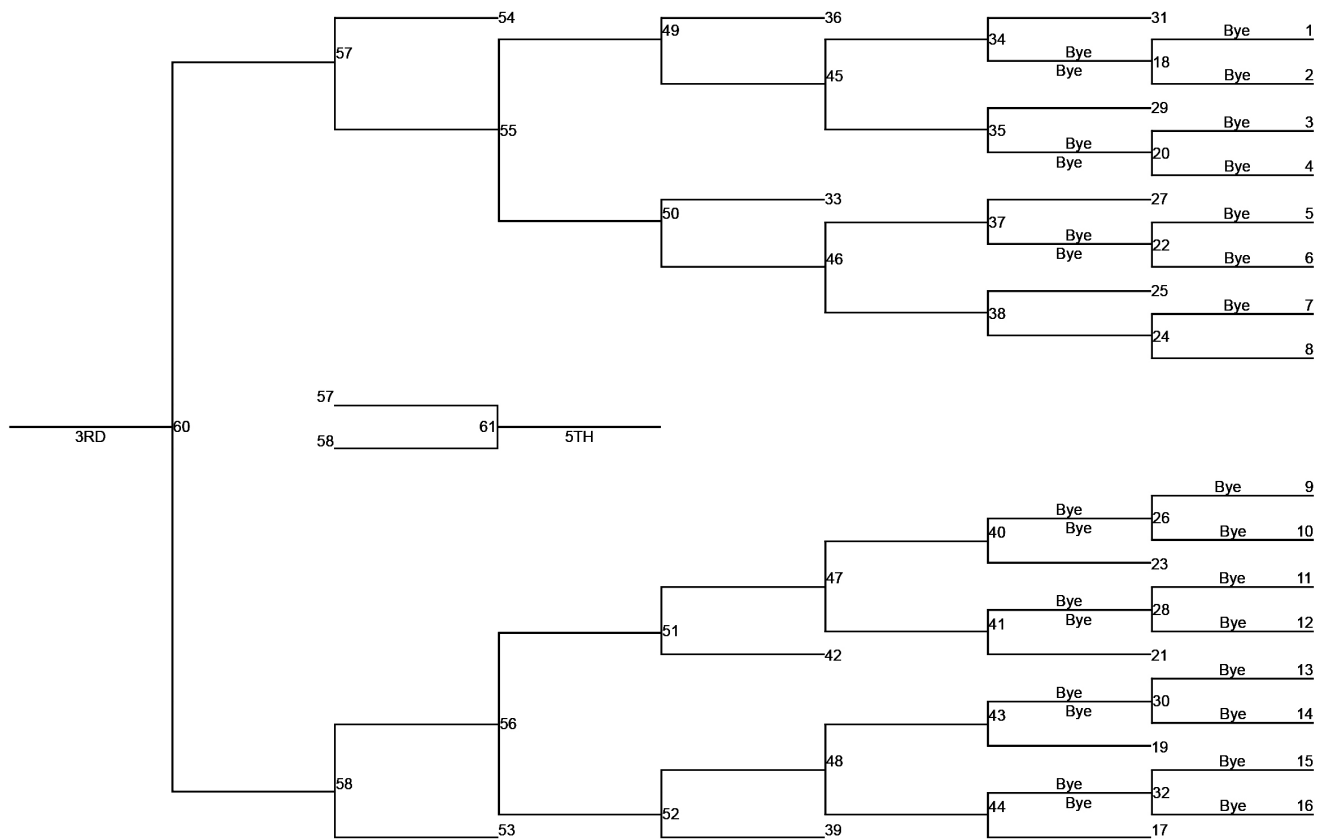 54 36 31
Bye 1
57 49 34
Bye
18
Bye
45 Bye 2
29
Bye 3
55 35
Bye
20
Bye
Bye 4
33 27
50 37 Bye 5
Bye
22
Bye
46 Bye 6
25
38 Bye 7
24
8
57
60 61
3RD 5TH
58
Bye 9
Bye
26
Bye
40 Bye 10
23
47 Bye 11
Bye
28
Bye
51 41 Bye 12
42 21
Bye 13
Bye
30
Bye
56 43 Bye 14
19
48 Bye 15
58 Bye
32
Bye
52 44 Bye 16
53 39 17